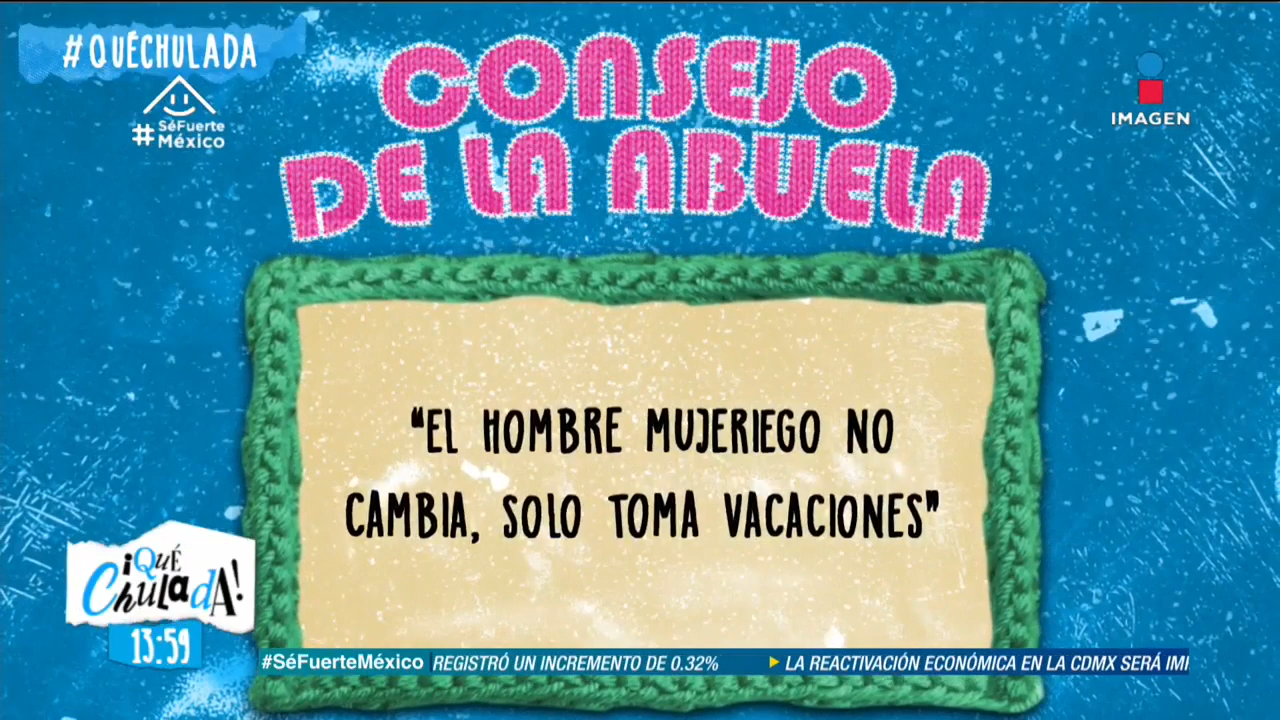 #QUÉCHULADA
#SéFuerte
México
IMAGEN
CONSEJO
DE LA ABUELA
“EL HOMBRE MUJERIEGO NO
CAMBIA, SOLO TOMA VACACIONES”
¡QUÉ
ChULadA!
13:59
#SéFuerteMéxico REGISTRÓ UN INCREMENTO DE 0.32% LA REACTIVACIÓN ECONÓMICA EN LA CDMX SERÁ IMI